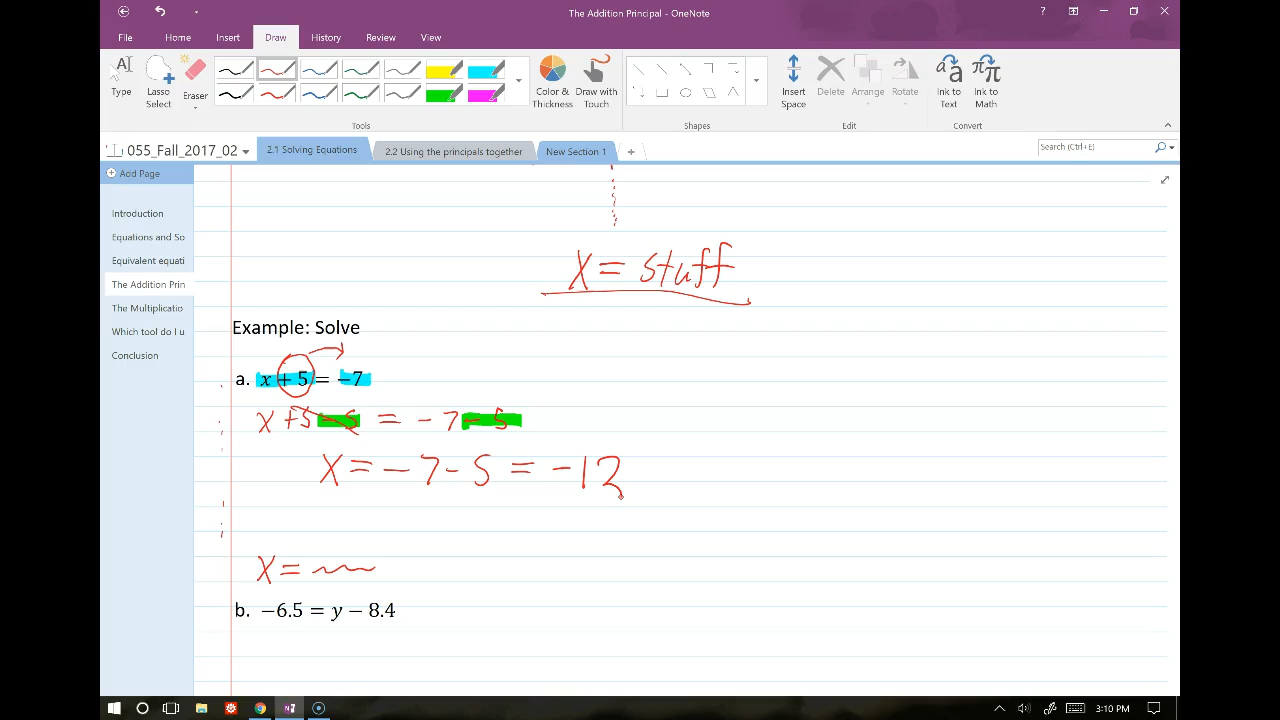 The Addition Principal - OneNote
?
File Home Insert Draw History Review View
Type Lasso Select Eraser Color & Thickness Draw with Touch Insert Space Delete Arrange Rotate Ink to Text Ink to Math
Tools Shapes Edit Convert
055_Fall_2017_02 2.1 Solving Equations 2.2 Using the principals together New Section 1 + Search (Ctrl+E)
Add Page
Introduction
Equations and So
Equivalent equati
The Addition Prin
The Multiplicatio
Which tool do I u
Conclusion
x = stuff
Example: Solve
a. x + 5 = −7
x + 5 - 5 = - 7 - 5
x = - 7 - 5 = - 12
x =
b. −6.5 = y − 8.4
3:10 PM